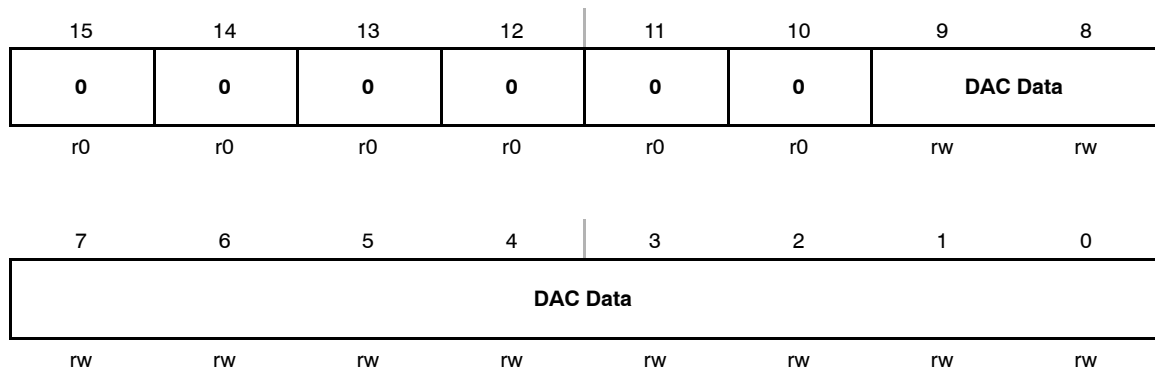 15 14 13 12 11 10 9 8
0 0 0 0 0 0 DAC Data
r0 r0 r0 r0 r0 r0 rw rw
7 6 5 4 3 2 1 0
DAC Data
rw rw rw rw rw rw rw rw